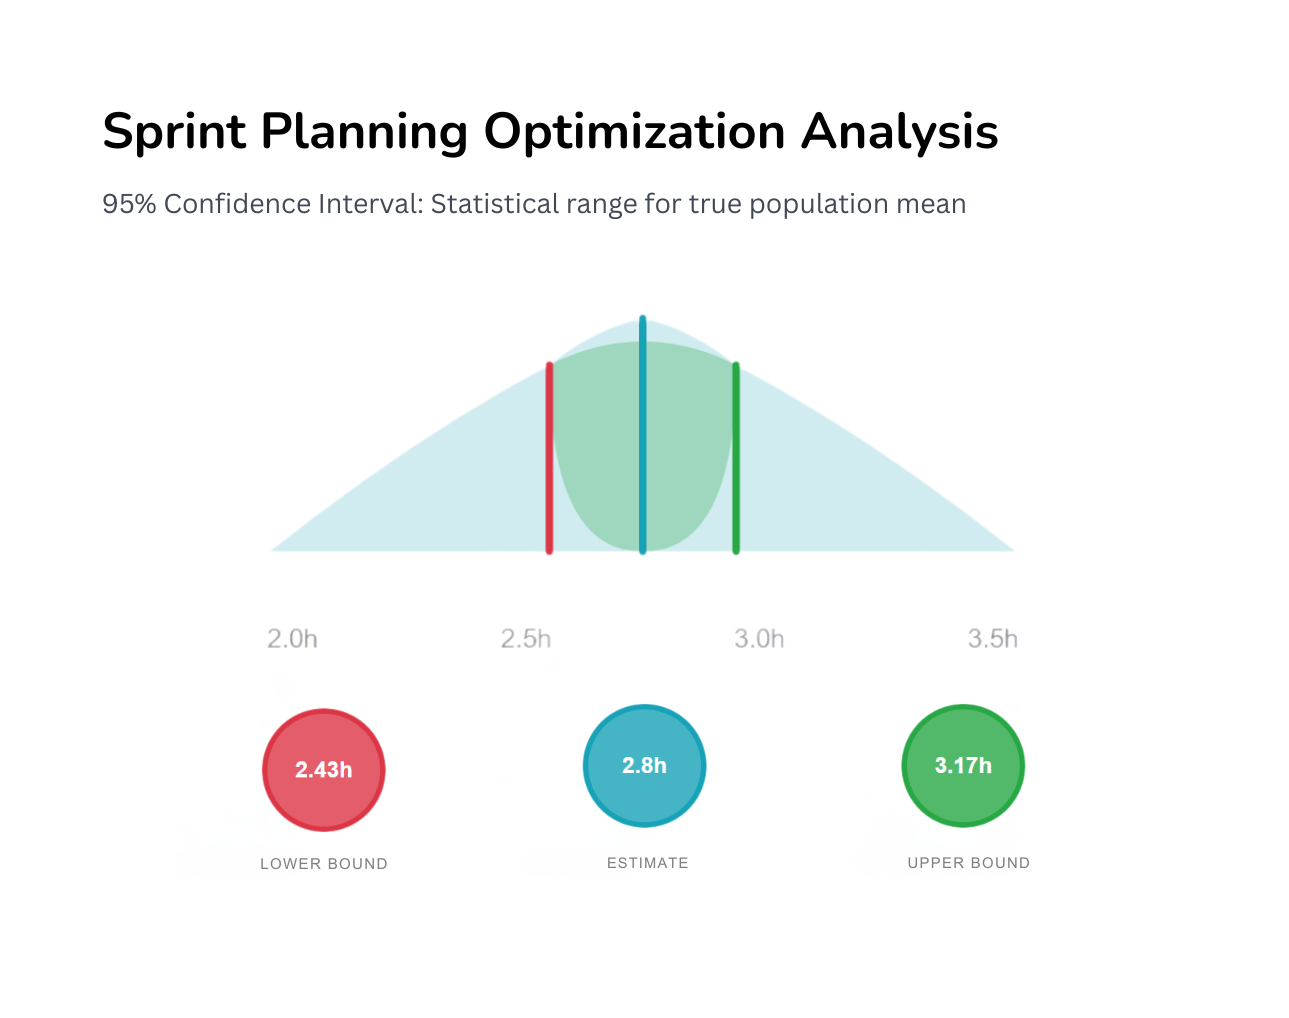 Sprint Planning Optimization Analysis
95% Confidence Interval: Statistical range for true population mean
2.0h 2.5h 3.0h 3.5h
2.43h 2.8h 3.17h
LOWER BOUND ESTIMATE UPPER BOUND